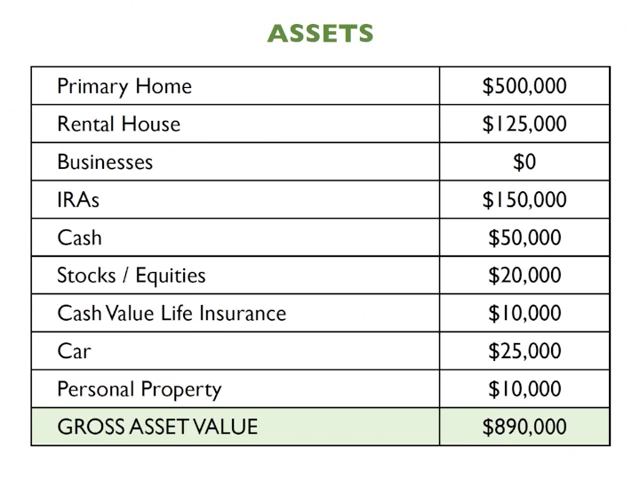 ASSETS
Primary Home $500,000
Rental House $125,000
Businesses $0
IRAs $150,000
Cash $50,000
Stocks / Equities $20,000
Cash Value Life Insurance $10,000
Car $25,000
Personal Property $10,000
GROSS ASSET VALUE $890,000